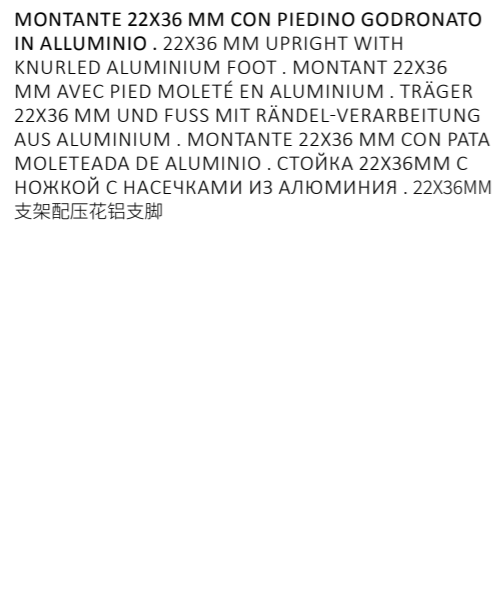 MONTANTE 22X36 MM CON PIEDINO GODRONATO
IN ALLUMINIO . 22X36 MM UPRIGHT WITH
KNURLED ALUMINIUM FOOT . MONTANT 22X36
MM AVEC PIED MOLETÉ EN ALUMINIUM . TRÄGER
22X36 MM UND FUSS MIT RÄNDEL-VERARBEITUNG
AUS ALUMINIUM . MONTANTE 22X36 MM CON PATA
MOLETEADA DE ALUMINIO . СТОЙКА 22X36ММ С
НОЖКОЙ С НАСЕЧКАМИ ИЗ АЛЮМИНИЯ . 22X36MM
支架配压花铝支脚